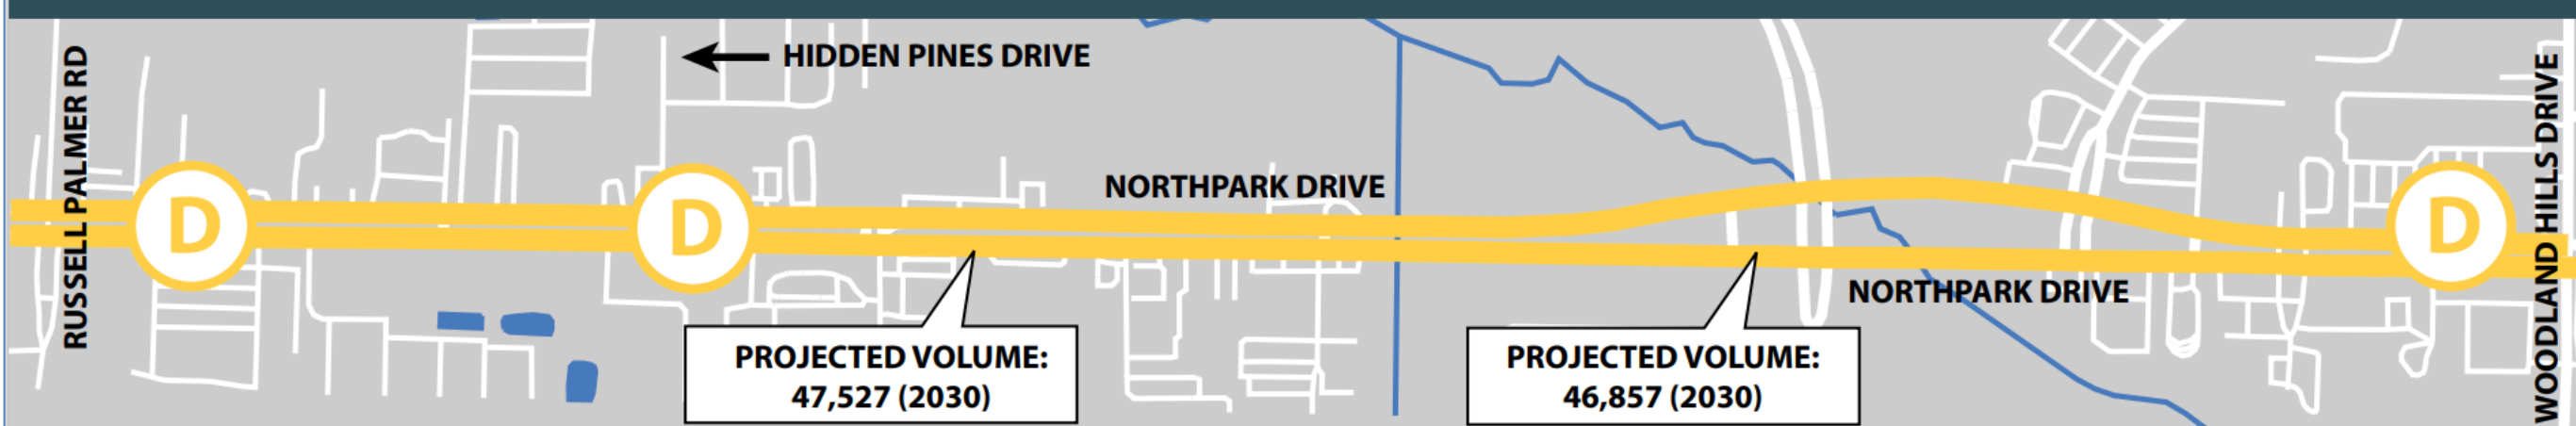 RUSSELL PALMER RD
HIDDEN PINES DRIVE
D
D
NORTHPARK DRIVE
PROJECTED VOLUME:
47,527 (2030)
PROJECTED VOLUME:
46,857 (2030)
NORTHPARK DRIVE
D
WOODLAND HILLS DRIVE